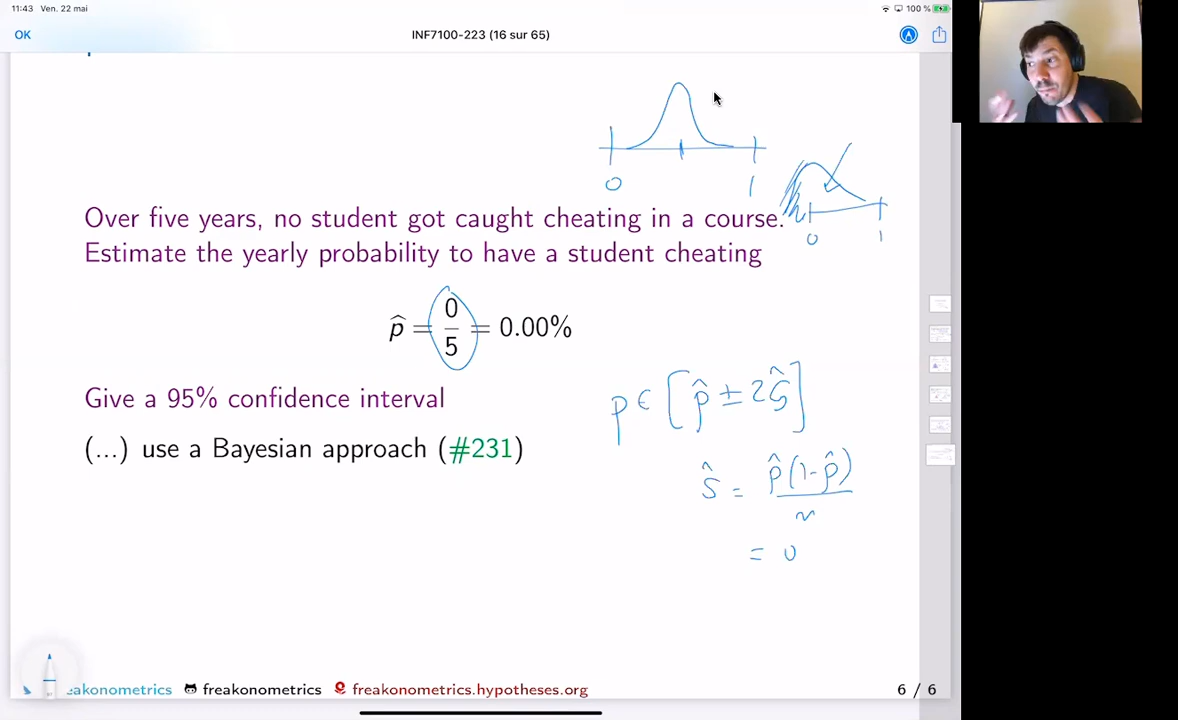 11:43 Ven. 22 mai
100 %
OK
INF7100-223 (16 sur 65)
0 1
0 1
Over five years, no student got caught cheating in a course.
Estimate the yearly probability to have a student cheating
p̂ = 0/5 = 0.00%
Give a 95% confidence interval
p ∈ [p̂ ± 2ŝ]
(...) use a Bayesian approach (#231)
ŝ = p̂(1-p̂)/n
= 0
akonometrics freakonometrics freakonometrics.hypotheses.org 6 / 6